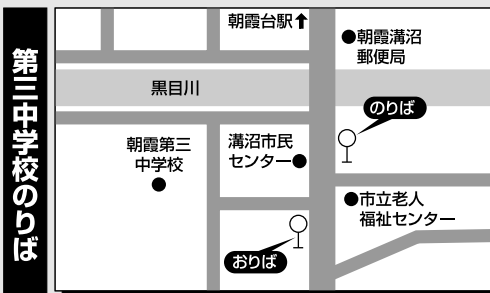 第三中学校のりば
朝霞台駅↑
●朝霞溝沼
郵便局
黒目川
のりば
朝霞第三
中学校
●
溝沼市民
センター●
●市立老人
福祉センター
おりば